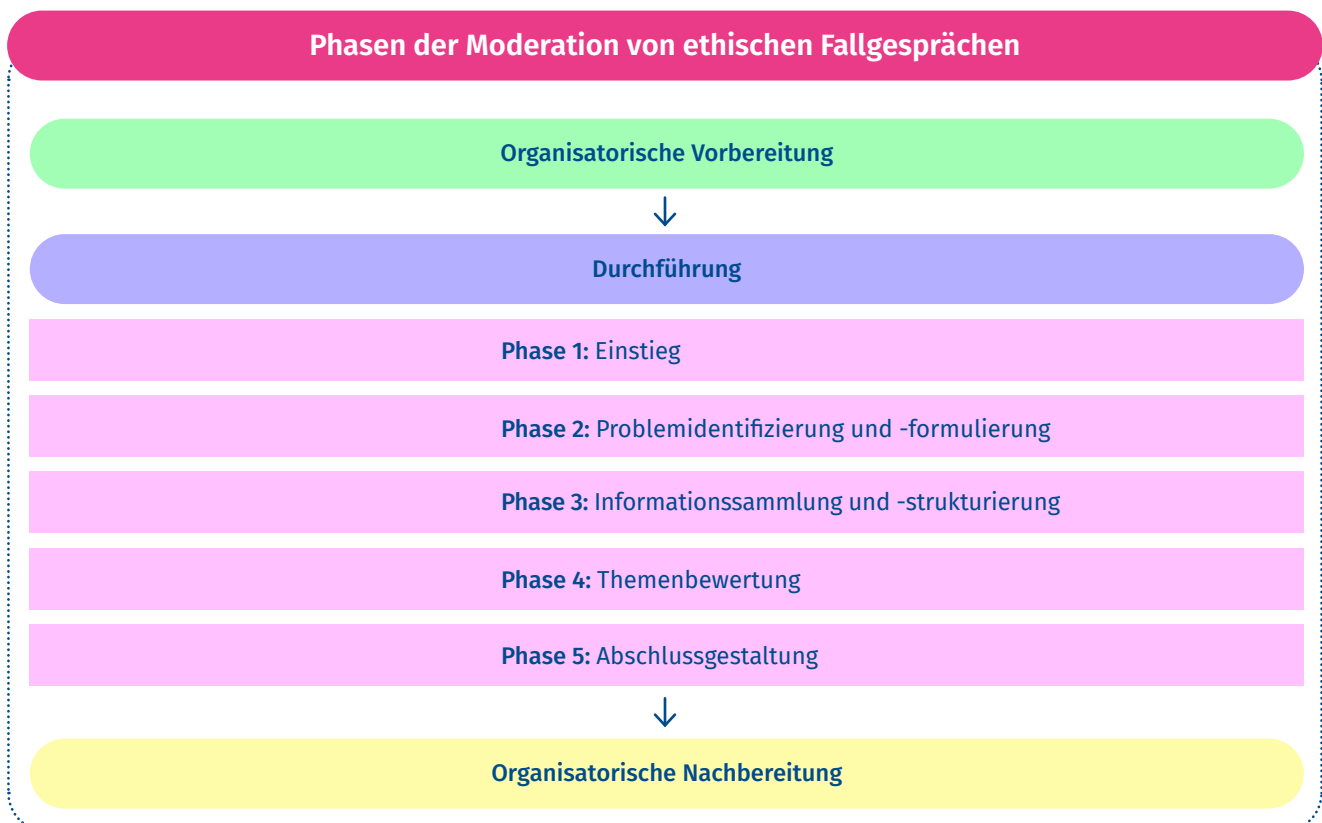 Phasen der Moderation von ethischen Fallgesprächen
Organisatorische Vorbereitung
Durchführung
Phase 1: Einstieg
Phase 2: Problemidentifizierung und -formulierung
Phase 3: Informationssammlung und -strukturierung
Phase 4: Themenbewertung
Phase 5: Abschlussgestaltung
Organisatorische Nachbereitung